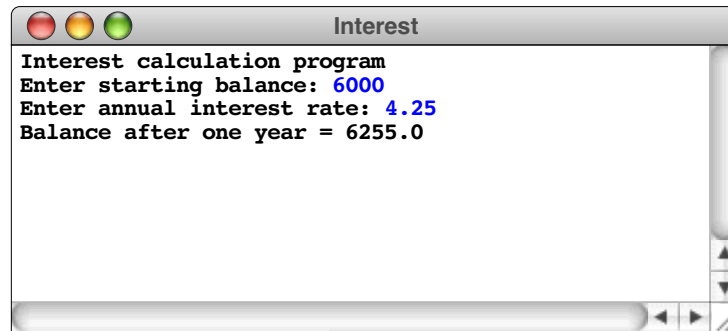 Interest
Interest calculation program
Enter starting balance: 6000
Enter annual interest rate: 4.25
Balance after one year = 6255.0